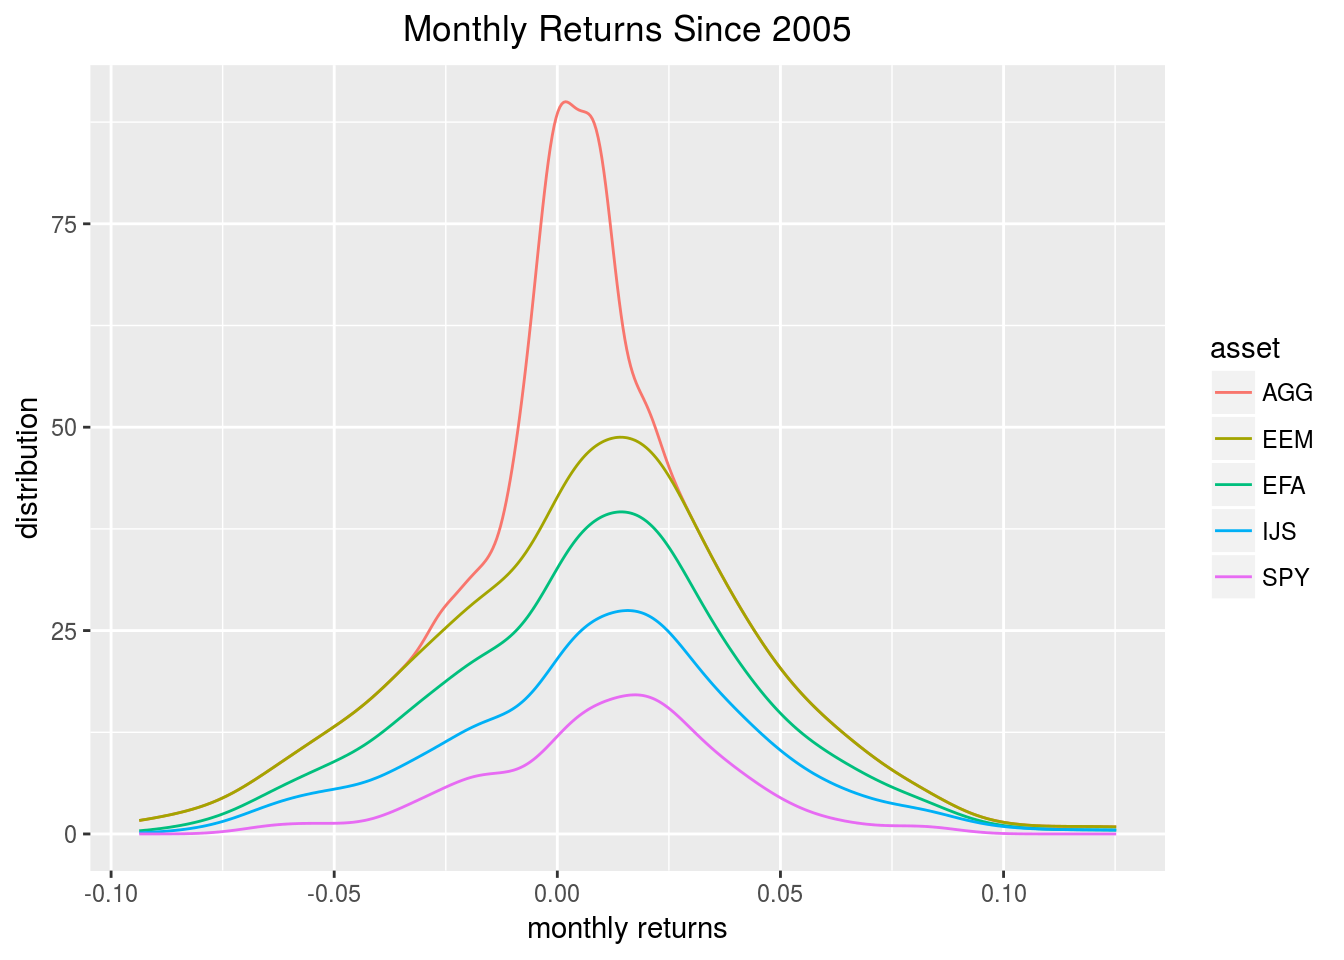 Monthly Returns Since 2005
distribution
75
50
25
0
-0.10 -0.05 0.00 0.05 0.10
monthly returns
asset
AGG
EEM
EFA
IJS
SPY